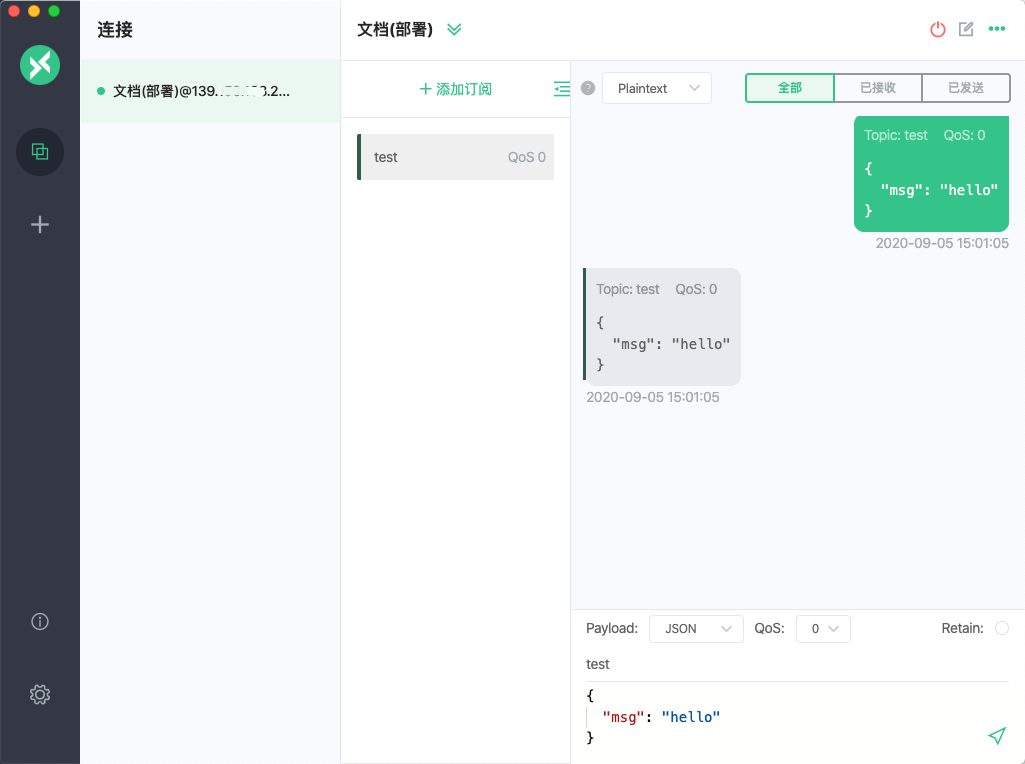 连接
文档(部署)@139.
文档(部署)
添加订阅
test QoS 0
Plaintext
全部 已接收 已发送
Topic: test QoS: 0
{
"msg": "hello"
}
2020-09-05 15:01:05
Topic: test QoS: 0
{
"msg": "hello"
}
2020-09-05 15:01:05
Payload: JSON QoS: 0 Retain:
test
{
"msg": "hello"
}